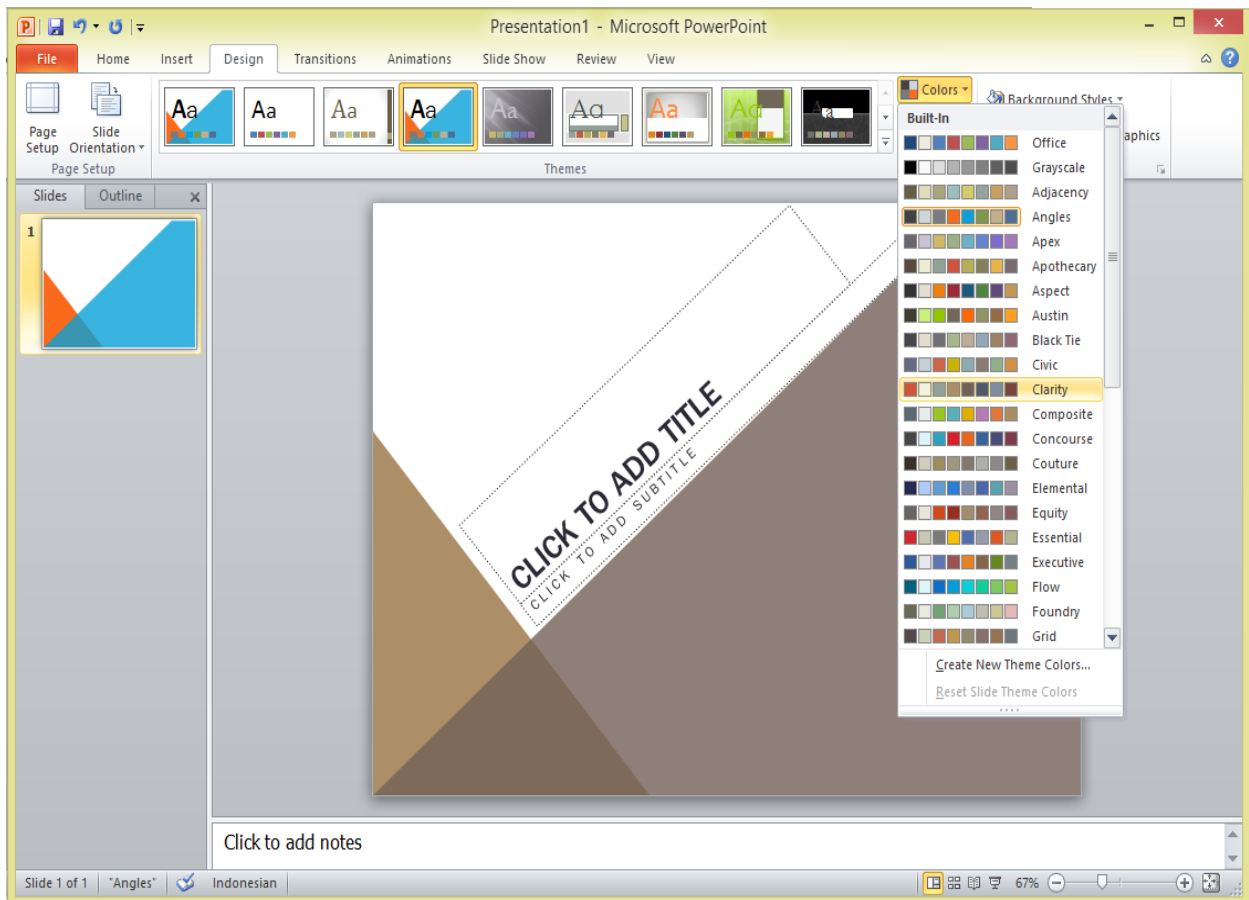 Presentation1 - Microsoft PowerPoint
File Home Insert Design Transitions Animations Slide Show Review View
Page Setup
Slide Orientation
Page Setup
Aa Aa Aa Aa Aa Aa Aa Aa Aa
Themes
Colors
Background Styles
aphics
Slides Outline
1
CLICK TO ADD TITLE
CLICK TO ADD SUBTITLE
Built-In
Office
Grayscale
Adjacency
Angles
Apex
Apothecary
Aspect
Austin
Black Tie
Civic
Clarity
Composite
Concourse
Couture
Elemental
Equity
Essential
Executive
Flow
Foundry
Grid
Create New Theme Colors...
Reset Slide Theme Colors
Click to add notes
Slide 1 of 1 "Angles" Indonesian 67%